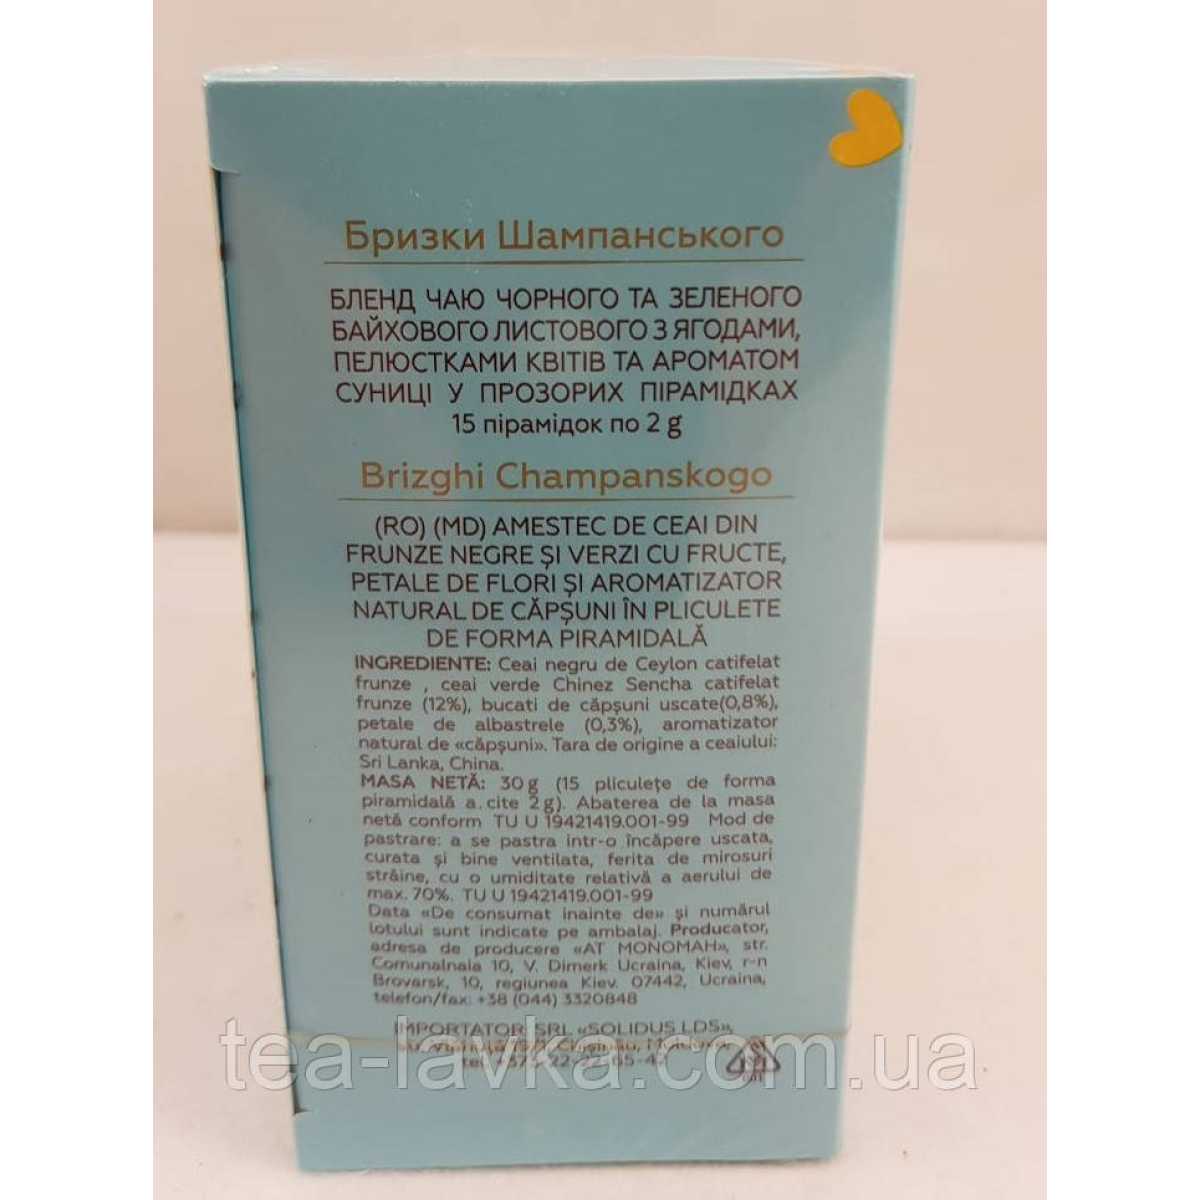 Бризки Шампанського
БЛЕНД ЧАЮ ЧОРНОГО ТА ЗЕЛЕНОГО
БАЙХОВОГО ЛИСТОВОГО З ЯГОДАМИ,
ПЕЛЮСТКАМИ КВІТІВ ТА АРОМАТОМ
СУНИЦІ У ПРОЗОРИХ ПІРАМІДКАХ
15 пірамідок по 2 g
Brizghi Champanskogo
(RO) (MD) AMESTEC DE CEAI DIN
FRUNZE NEGRE ȘI VERZI CU FRUCTE,
PETALE DE FLORI ȘI AROMATIZATOR
NATURAL DE CĂPȘUNI ÎN PLICULETE
DE FORMA PIRAMIDALĂ
INGREDIENTE: Ceai negru de Ceylon catifelat
frunze , ceai verde Chinez Sencha catifelat
frunze (12%), bucati de căpșuni uscate(0,8%),
petale de albastrele (0,3%), aromatizator
natural de «căpșuni». Tara de origine a ceaiului:
Sri Lanka, China.
MASA NETĂ: 30 g (15 pliculețe de forma
piramidală a. cite 2 g). Abaterea de la masa
netă conform TU U 19421419.001-99 Mod de
pastrare: a se pastra intr-o încăpere uscata,
curata și bine ventilata, ferita de mirosuri
străine, cu o umiditate relativă a aerului de
max. 70%. TU U 19421419.001-99
Data «De consumat inainte de» și numărul
lotului sunt indicate pe ambalaj. Producator,
adresa de producere «АТ МОНОМАН», str.
Comunalnaia 10, V. Dimerk Ucraina, Kiev, r-n
Brovarsk, 10, regiunea Kiev. 07442, Ucraina,
telefon/fax: +38 (044) 3320848
IMPORTATOR: SRL «SOLIDUS LDS»,
Chișinău, Moldova,
tea-lavka.com.ua